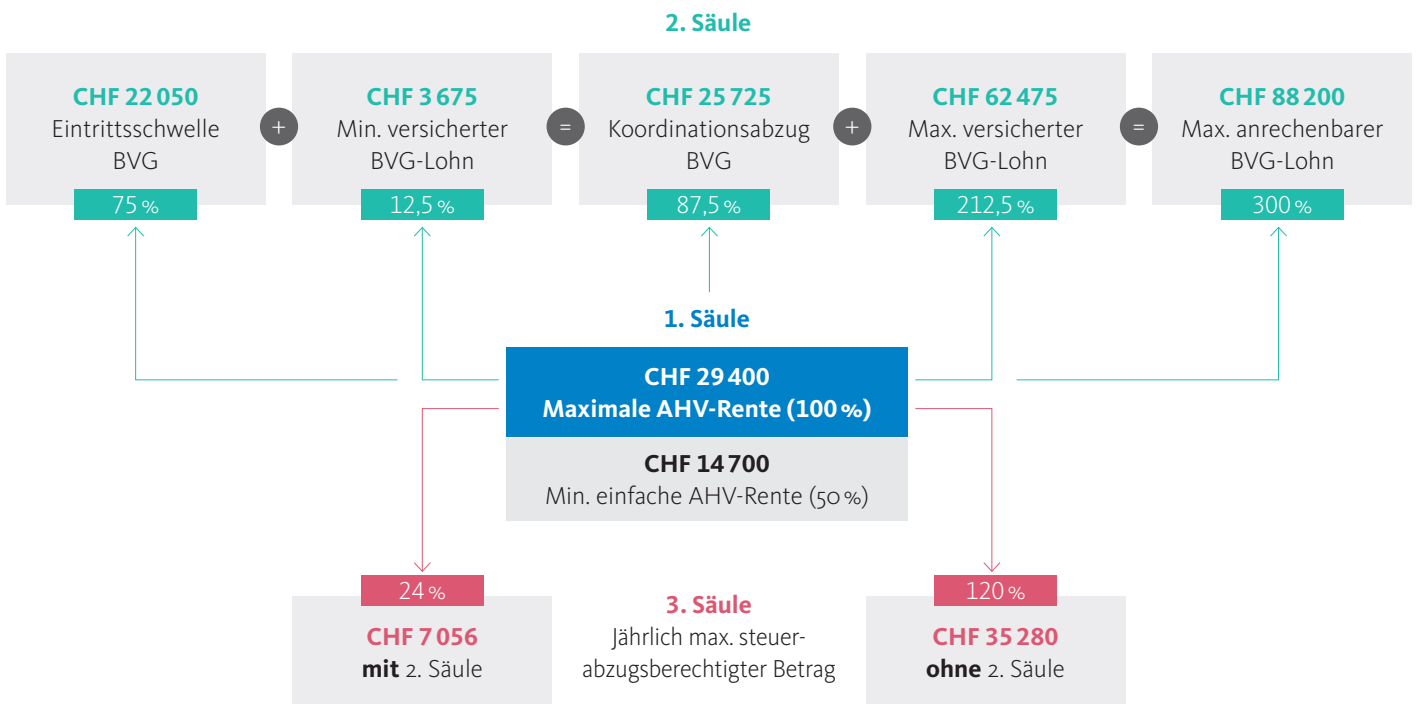 2. Säule
CHF 22 050
Eintrittsschwelle
BVG
75 %
+
CHF 3 675
Min. versicherter
BVG-Lohn
12,5 %
=
CHF 25 725
Koordinationsabzug
BVG
87,5 %
+
CHF 62 475
Max. versicherter
BVG-Lohn
212,5 %
=
CHF 88 200
Max. anrechenbarer
BVG-Lohn
300 %
1. Säule
CHF 29 400
Maximale AHV-Rente (100 %)
CHF 14 700
Min. einfache AHV-Rente (50 %)
24 %
CHF 7 056
mit 2. Säule
3. Säule
Jährlich max. steuer-
abzugsberechtigter Betrag
120 %
CHF 35 280
ohne 2. Säule